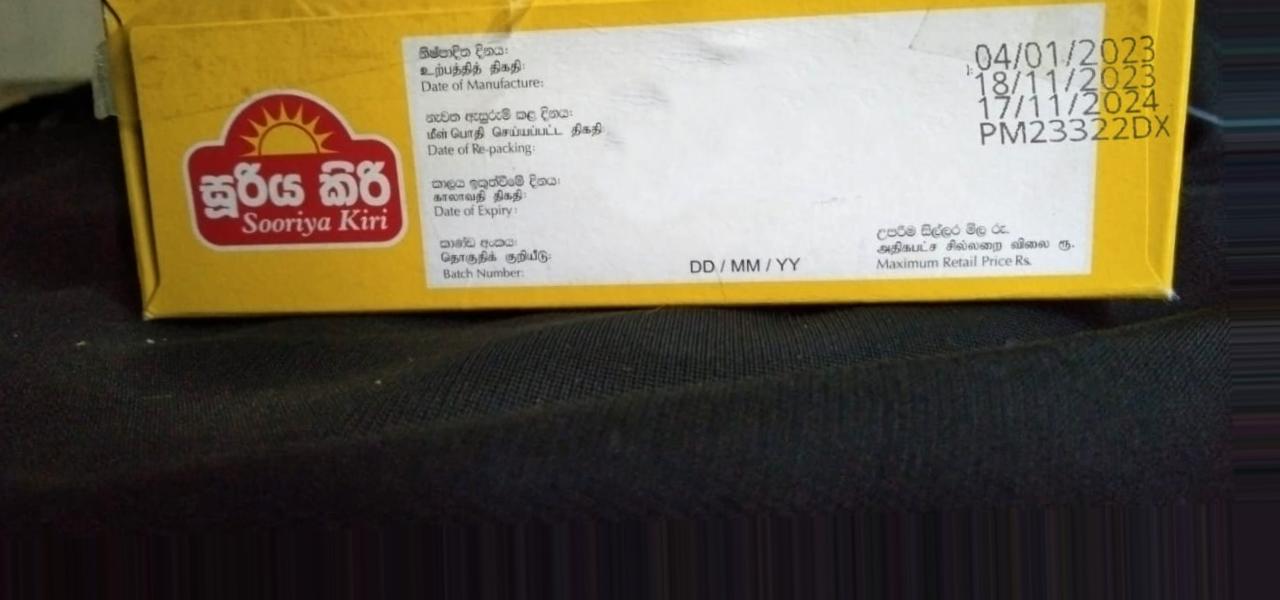 සූරිය කිරි
Sooriya Kiri
නිෂ්පාදිත දිනය:
உற்பத்தித் திகதி:
Date of Manufacture:
නැවත ඇසුරුම් කළ දිනය:
மீள் பொதி செய்யப்பட்ட திகதி:
Date of Re-packing:
කාලය ඉකුත්වීමේ දිනය:
காலாவதி திகதி:
Date of Expiry:
කාණ්ඩ අංකය:
தொகுதிக் குறியீடு:
Batch Number:
DD / MM / YY
04/01/2023
18/11/2023
17/11/2024
PM23322DX
උපරිම සිල්ලර මිල රු.
அதிகபட்ச சில்லறை விலை ரூ.
Maximum Retail Price Rs.